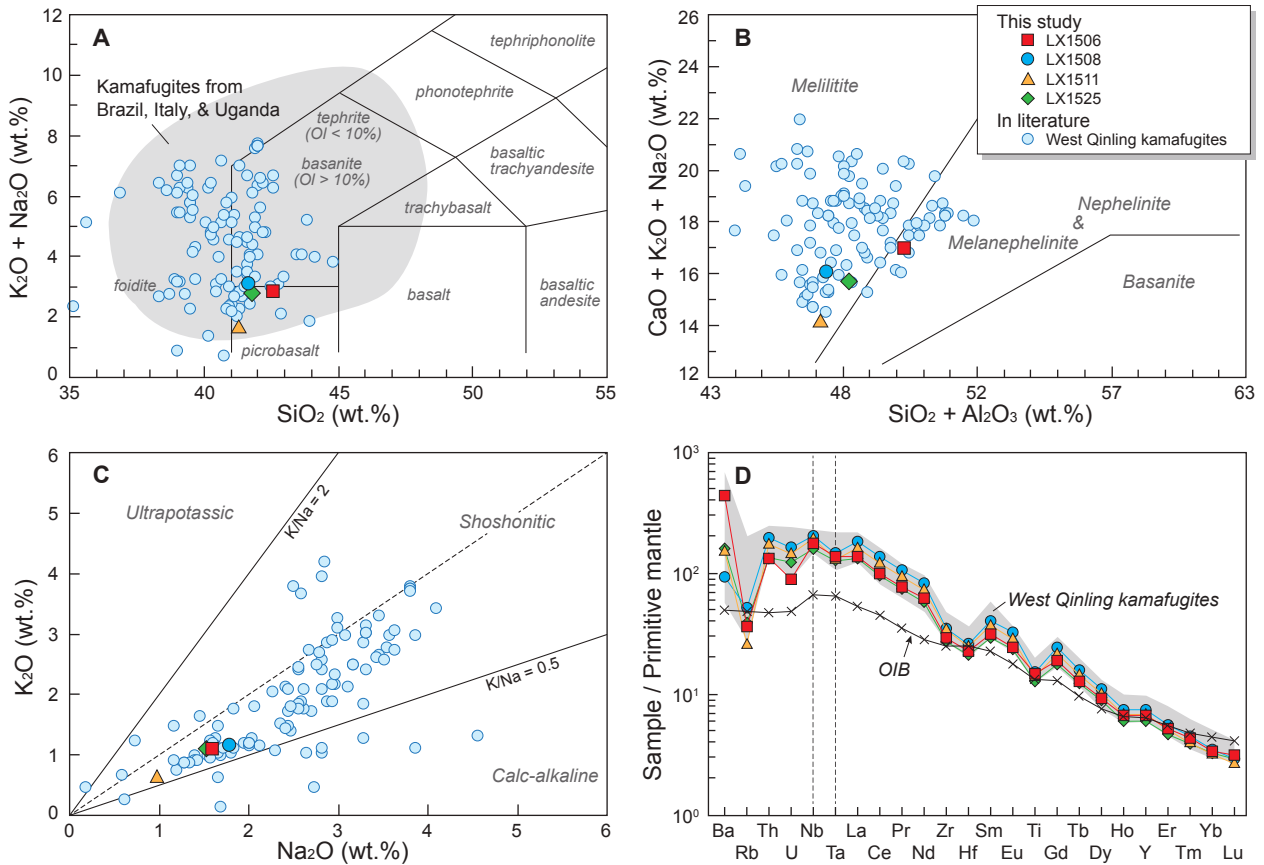 A
Kamafugites from
Brazil, Italy, & Uganda
tephriphonolite
phonotephrite
tephrite
(Ol < 10%)
basanite
(Ol > 10%)
basaltic
trachyandesite
trachybasalt
foidite
basalt
basaltic
andesite
picrobasalt
12
10
8
6
4
2
0
35
40
45
50
55
K₂O + Na₂O (wt.%)
SiO₂ (wt.%)
B
This study
LX1506
LX1508
LX1511
LX1525
In literature
West Qinling kamafugites
Melilitite
Nephelinite
&
Melanephelinite
Basanite
26
24
22
20
18
16
14
12
43
48
52
57
63
CaO + K₂O + Na₂O (wt.%)
SiO₂ + Al₂O₃ (wt.%)
C
Ultrapotassic
K/Na = 2
Shoshonitic
K/Na = 0.5
Calc-alkaline
6
5
4
3
2
1
0
0
1
2
3
4
5
6
K₂O (wt.%)
Na₂O (wt.%)
D
West Qinling kamafugites
OIB
10³
10²
10¹
10⁰
Sample / Primitive mantle
Ba Th Nb La Pr Zr Sm Ti Tb Ho Er Yb
Rb U Ta Ce Nd Hf Eu Gd Dy Y Tm Lu